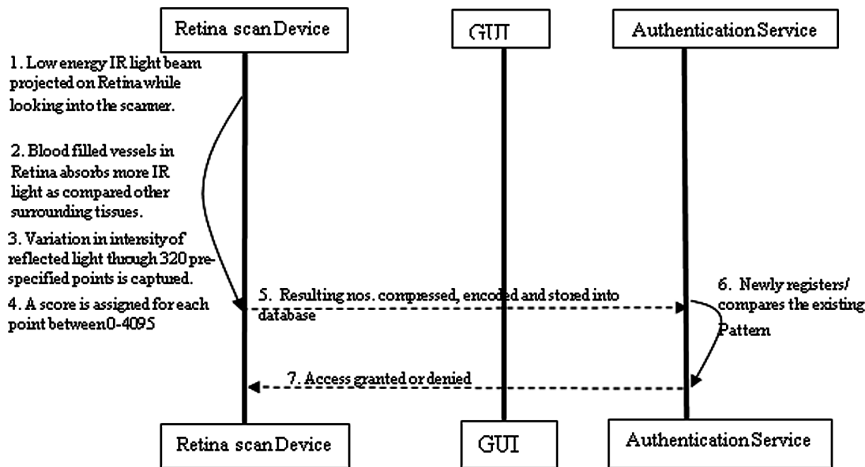 Retina scan Device
GUI
Authentication Service
1. Low energy IR light beam
projected on Retina while
looking into the scanner.
2. Blood filled vessels in
Retina absorbs more IR
light as compared other
surrounding tissues.
3. Variation in intensity of
reflected light through 320 pre-
specified points is captured.
4. A score is assigned for each
point between 0-4095
5. Resulting nos. compressed, encoded and stored into
database
6. Newly registers/
compares the existing
Pattern
7. Access granted or denied
Retina scan Device
GUI
Authentication Service